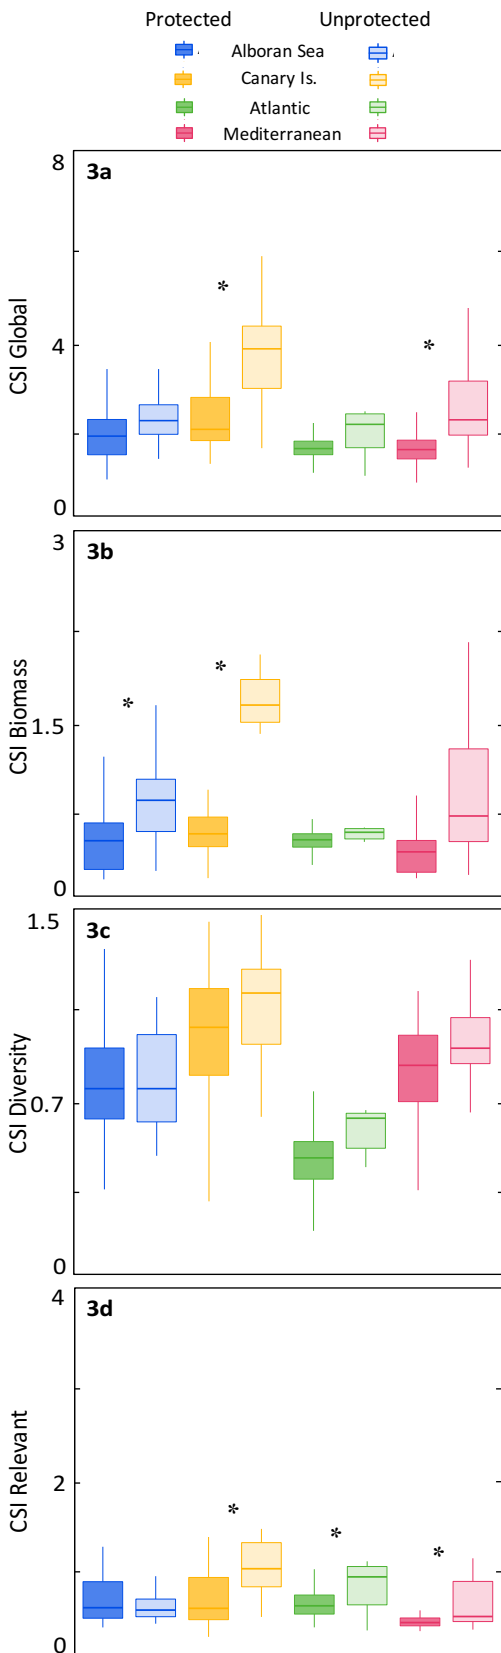 Protected Unprotected
Alboran Sea
Canary Is.
Atlantic
Mediterranean
8
3a
*
4
*
CSI Global
0
3
3b
*
*
1.5
CSI Biomass
0
1.5
3c
CSI Diversity
0.7
0
4
3d
2
CSI Relevant
*
*
*
0